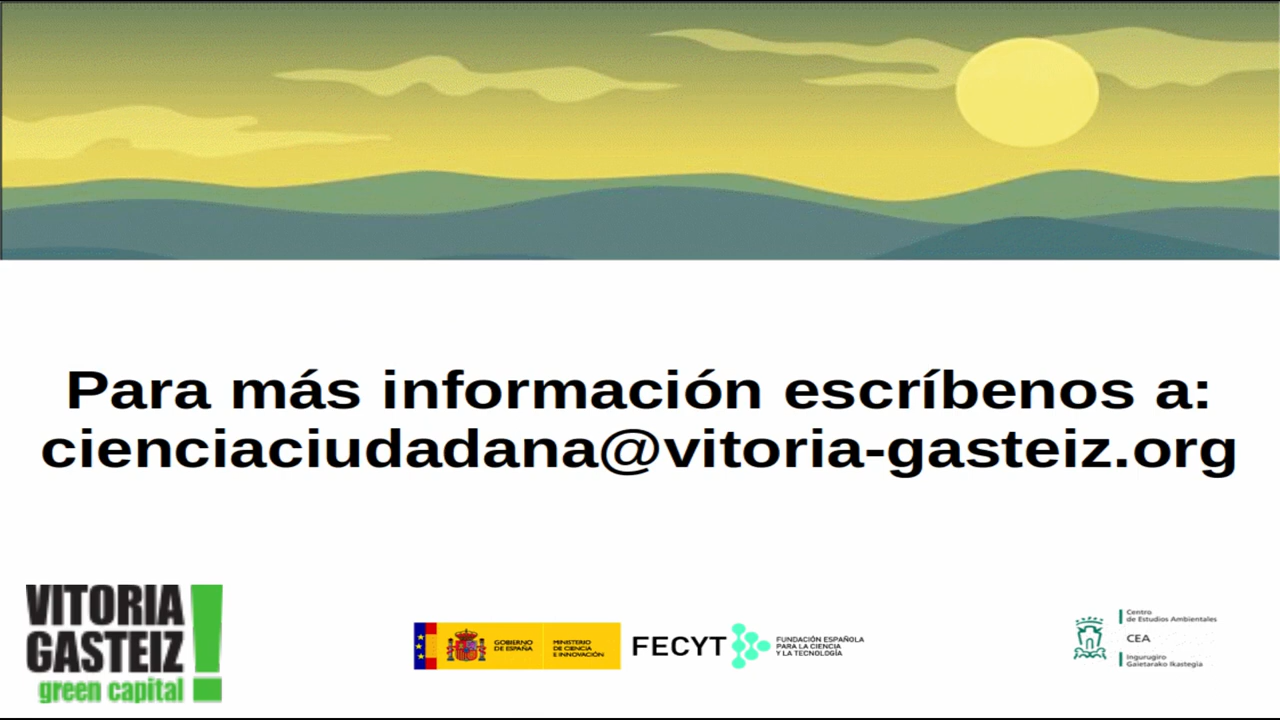 Para más información escríbenos a:
cienciaciudadana@vitoria-gasteiz.org
VITORIA
GASTEIZ!
green capital
GOBIERNO
DE ESPAÑA
MINISTERIO
DE CIENCIA
E INNOVACIÓN
FECYT
FUNDACIÓN ESPAÑOLA
PARA LA CIENCIA
Y LA TECNOLOGÍA
Centro
de Estudios Ambientales
CEA
Ingurugiro
Gaietarako Ikastegia